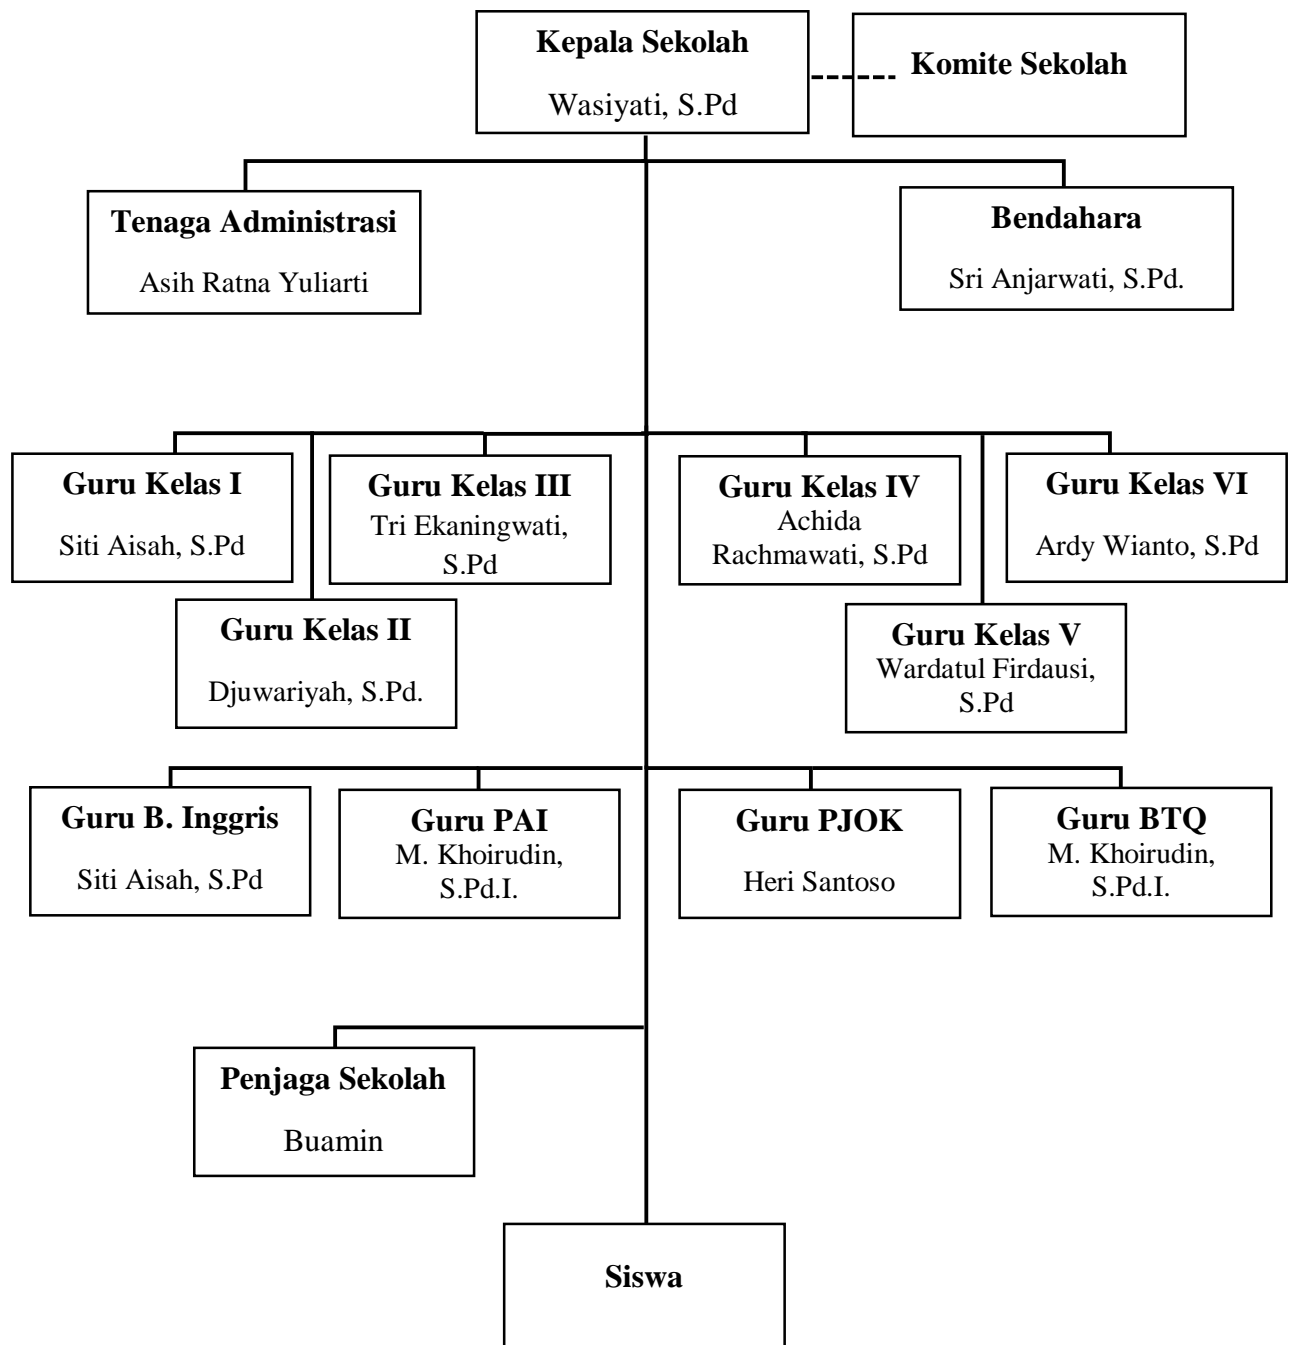 Kepala Sekolah
Wasiyati, S.Pd
Komite Sekolah
Tenaga Administrasi
Asih Ratna Yuliarti
Bendahara
Sri Anjarwati, S.Pd.
Guru Kelas I
Siti Aisah, S.Pd
Guru Kelas III
Tri Ekaningwati,
S.Pd
Guru Kelas IV
Achida
Rachmawati, S.Pd
Guru Kelas VI
Ardy Wianto, S.Pd
Guru Kelas II
Djuwariyah, S.Pd.
Guru Kelas V
Wardatul Firdausi,
S.Pd
Guru B. Inggris
Siti Aisah, S.Pd
Guru PAI
M. Khoirudin,
S.Pd.I.
Guru PJOK
Heri Santoso
Guru BTQ
M. Khoirudin,
S.Pd.I.
Penjaga Sekolah
Buamin
Siswa